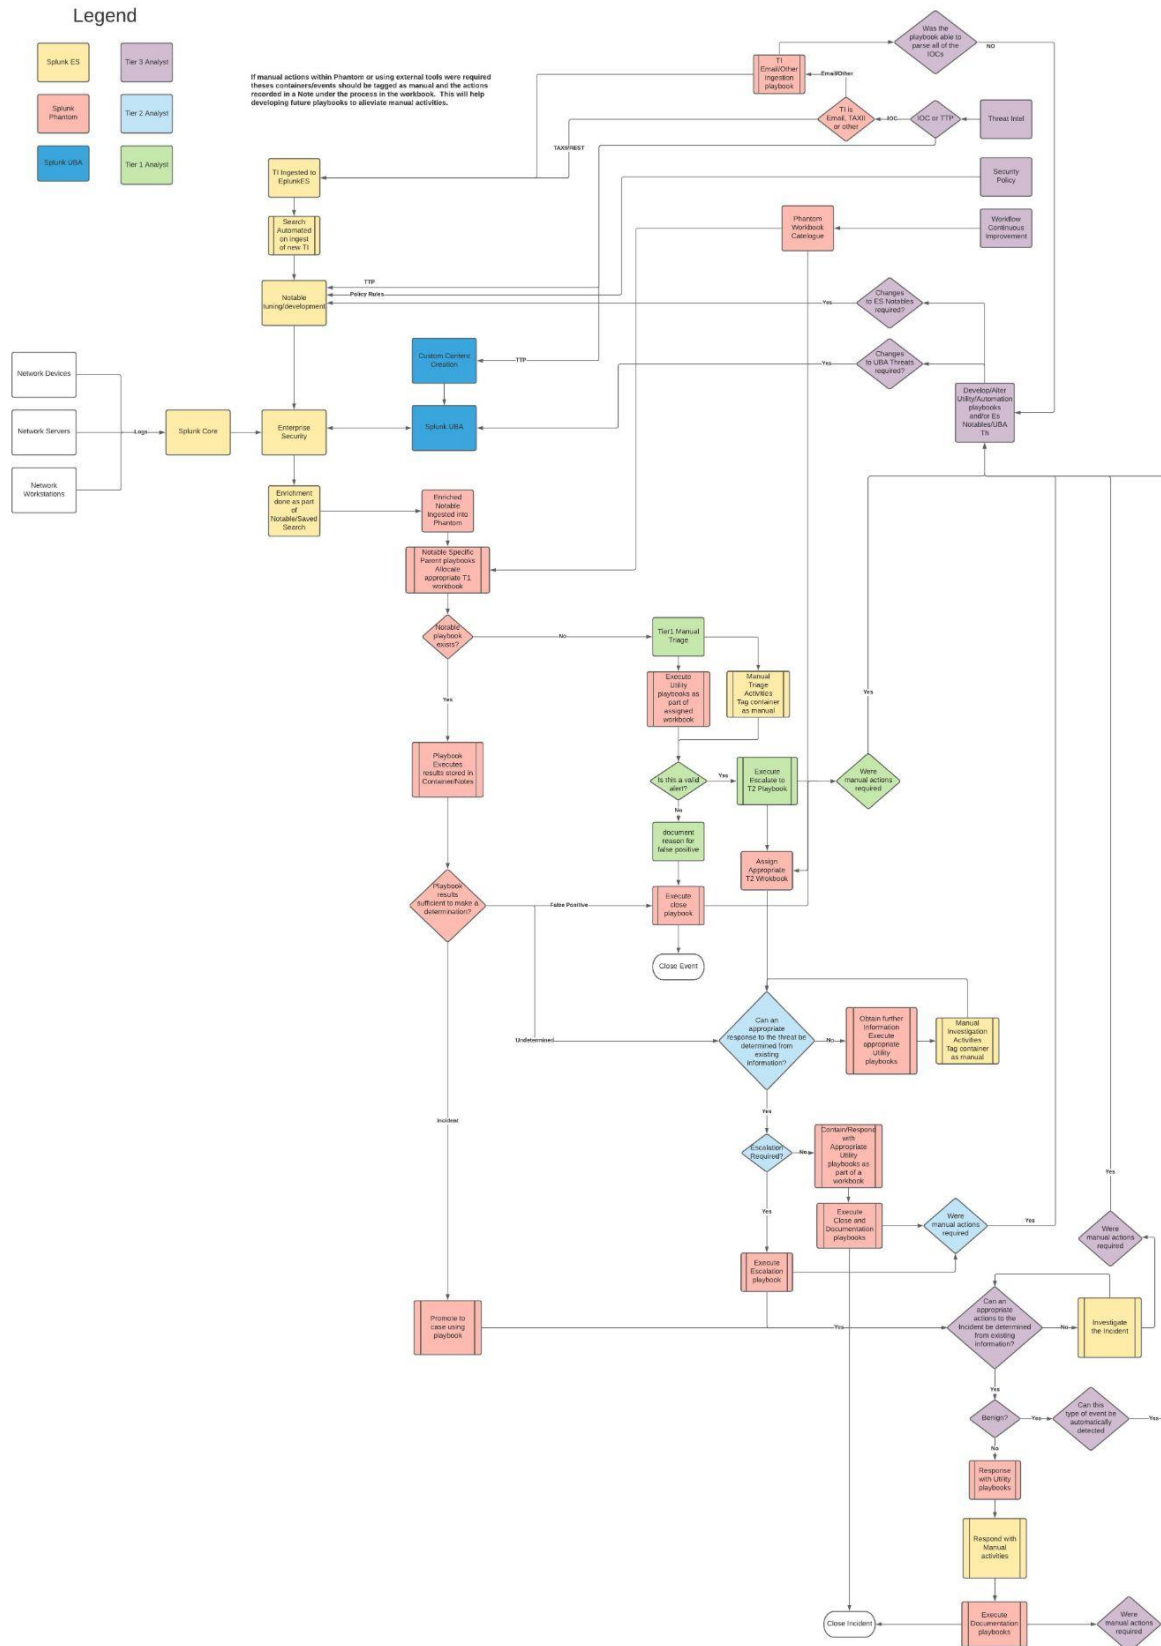 Legend
Splunk ES
Tier 3 Analyst
Splunk
Phantom
Tier 2 Analyst
Splunk UBA
Tier 1 Analyst
If manual actions within Phantom or using external tools were required
theses containers/events should be tagged as manual and the actions
recorded in a Note under the process in the workbook. This will help
developing future playbooks to alleviate manual activities.
Was the
playbook able to
parse all of the
IOCs
NO
TI
Email/Other
Ingestion
playbook
Email/Other
TI is
Email, TAXII
or other
IOC
IOC or TTP
Threat Intel
TAXII/REST
TI Ingested to
EplunkES
Security
Policy
Search
Automated
on ingest
of new TI
Phantom
Workbook
Catelogue
Workflow
Continuous
Improvement
TTP
Policy Rules
Notable
tuning/development
Yes
Changes
to ES Notables
required?
Custom Carriere
Creation
TTP
Yes
Changes
to UBA Threats
required?
Network Devices
Network Servers
Network
Workstations
Logs
Splunk Core
Enterprise
Security
Splunk UBA
Develop/Alter
Utility/Automation
playbooks
and/or Es
Notables/UBA
Th
Enrichment
done as part
of
Notable/Saved
Search
Enriched
Notable
Ingested into
Phantom
Notable Specific
Parent playbooks
Allocate
appropriate T1
workbook
Notable
playbook
exists?
No
Tier1 Manual
Triage
Yes
Execute
Utility
playbooks as
part of
assigned
workbook
Manual
Triage
Activities
Tag container
as manual
Yes
Playbook
Executes
results stored in
Container/Notes
Is this a valid
alert?
Yes
Execute
Escalate to
T2 Playbook
Were
manual actions
required
No
document
reason for
false positive
Assign
Appropriate
T2 Wrokbook
Playbook
results
sufficient to make a
determination?
False Positive
Execute
close
playbook
Close Event
Undetermined
Can an
appropriate
response to the threat be
determined from
existing
information?
No
Obtain further
Information
Execute
appropriate
Utility
playbooks
Manual
Investigation
Activities
Tag container
as manual
Incident
Yes
Escalation
Required?
No
Contain/Respond
with
Appropriate
Utility
playbooks as
part of a
workbook
Yes
Yes
Execute
Close and
Documentation
playbooks
Were
manual actions
required
Yes
Were
manual actions
required
Execute
Escalation
playbook
Promote to
case using
playbook
Yes
Can an
appropriate
actions to the
Incident be determined
from existing
information?
No
Investigate
the Incident
Yes
Benign?
Yes
Can this
type of event be
automatically
detected
Yes
No
Response
with Utility
playbooks
Respond with
Manual
activities
Close Incident
Execute
Documentation
playbooks
Were
manual actions
required